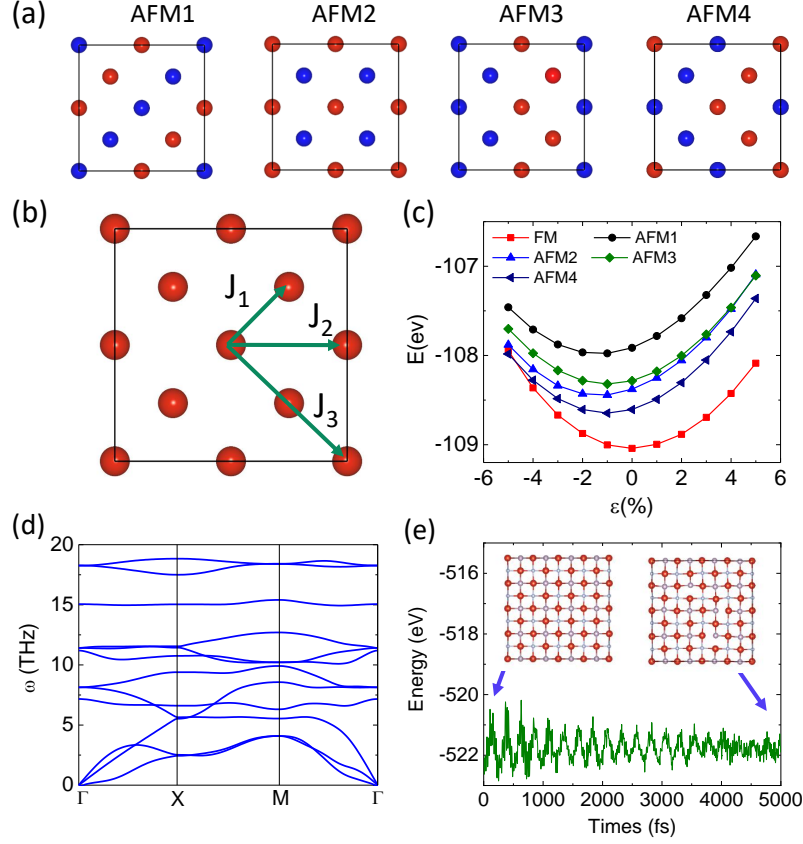 (a)
AFM1 AFM2 AFM3 AFM4
(b)
J1
J2
J3
(c)
FM AFM1
AFM2 AFM3
AFM4
-107
-108
-109
E(ev)
-6 -4 -2 0 2 4 6
ε(%)
(d)
20
15
10
5
0
ω (THz)
Γ X M Γ
(e)
-516
-518
-520
-522
Energy (eV)
0 1000 2000 3000 4000 5000
Times (fs)